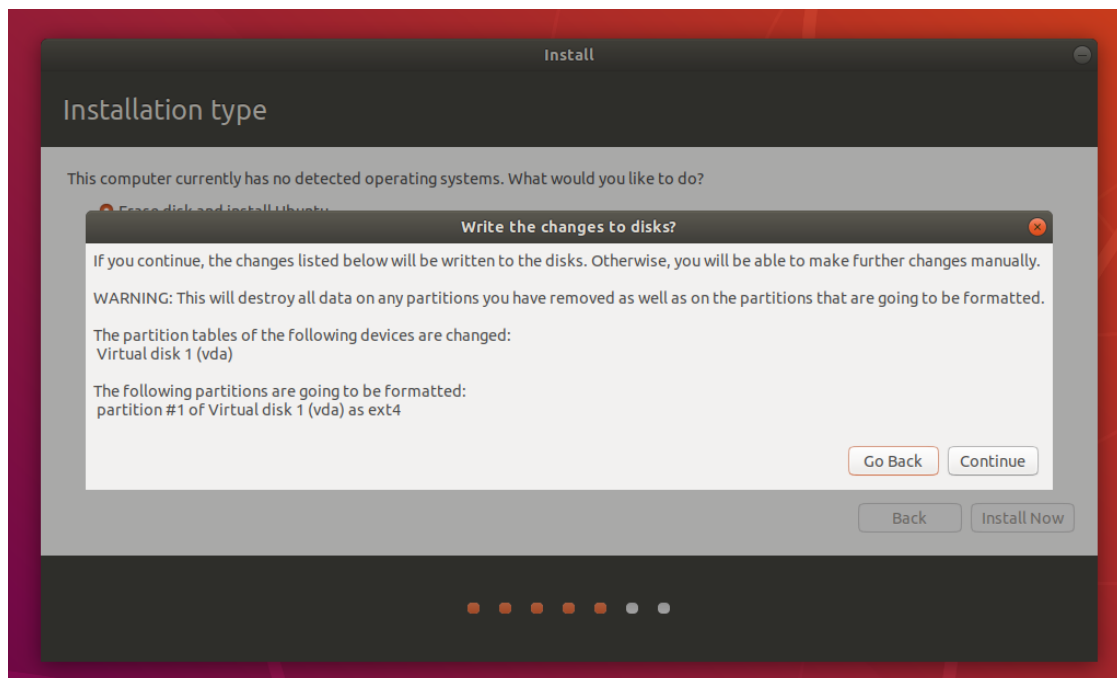 Install
Installation type
This computer currently has no detected operating systems. What would you like to do?
Erase disk and install Ubuntu
Write the changes to disks?
If you continue, the changes listed below will be written to the disks. Otherwise, you will be able to make further changes manually.
WARNING: This will destroy all data on any partitions you have removed as well as on the partitions that are going to be formatted.
The partition tables of the following devices are changed:
Virtual disk 1 (vda)
The following partitions are going to be formatted:
partition #1 of Virtual disk 1 (vda) as ext4
Go Back Continue
Back Install Now